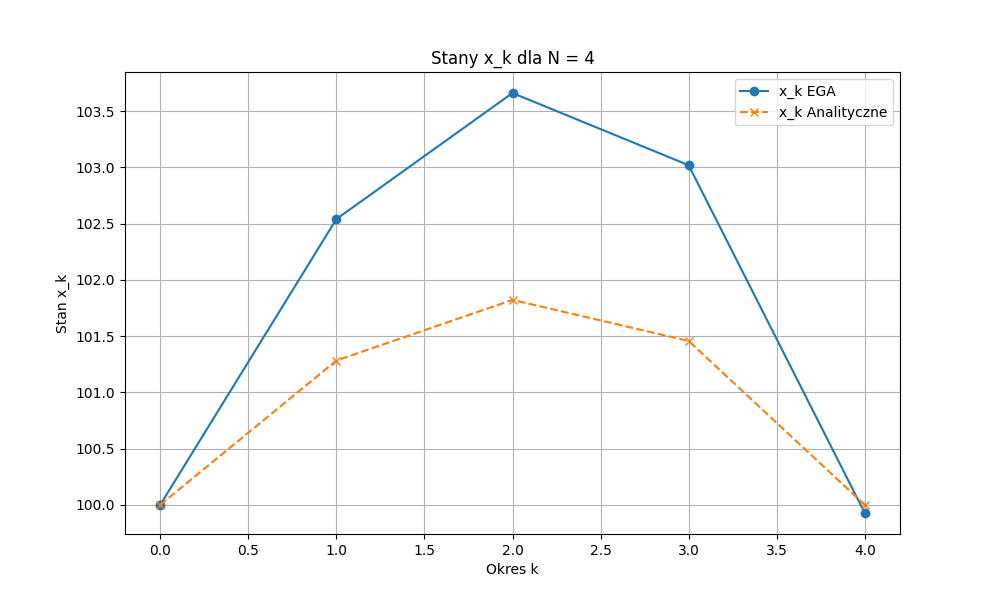 Stany x_k dla N = 4
x_k EGA
x_k Analityczne
Stan x_k
103.5
103.0
102.5
102.0
101.5
101.0
100.5
100.0
0.0 0.5 1.0 1.5 2.0 2.5 3.0 3.5 4.0
Okres k